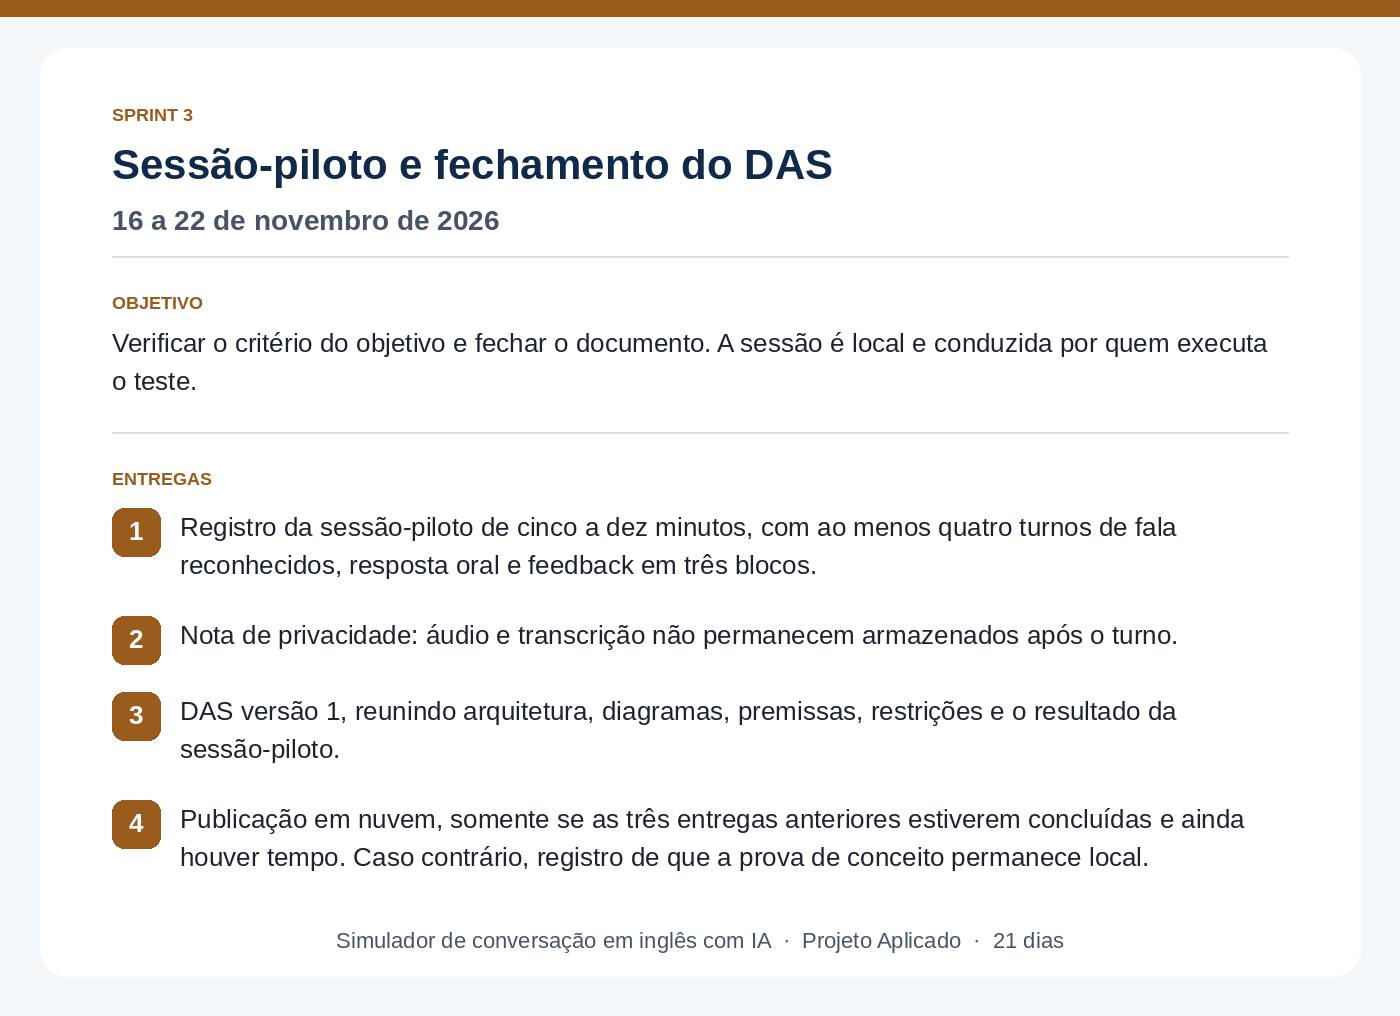 SPRINT 3
Sessão-piloto e fechamento do DAS
16 a 22 de novembro de 2026
OBJETIVO
Verificar o critério do objetivo e fechar o documento. A sessão é local e conduzida por quem executa
o teste.
ENTREGAS
1 Registro da sessão-piloto de cinco a dez minutos, com ao menos quatro turnos de fala
reconhecidos, resposta oral e feedback em três blocos.
2 Nota de privacidade: áudio e transcrição não permanecem armazenados após o turno.
3 DAS versão 1, reunindo arquitetura, diagramas, premissas, restrições e o resultado da
sessão-piloto.
4 Publicação em nuvem, somente se as três entregas anteriores estiverem concluídas e ainda
houver tempo. Caso contrário, registro de que a prova de conceito permanece local.
Simulador de conversação em inglês com IA · Projeto Aplicado · 21 dias